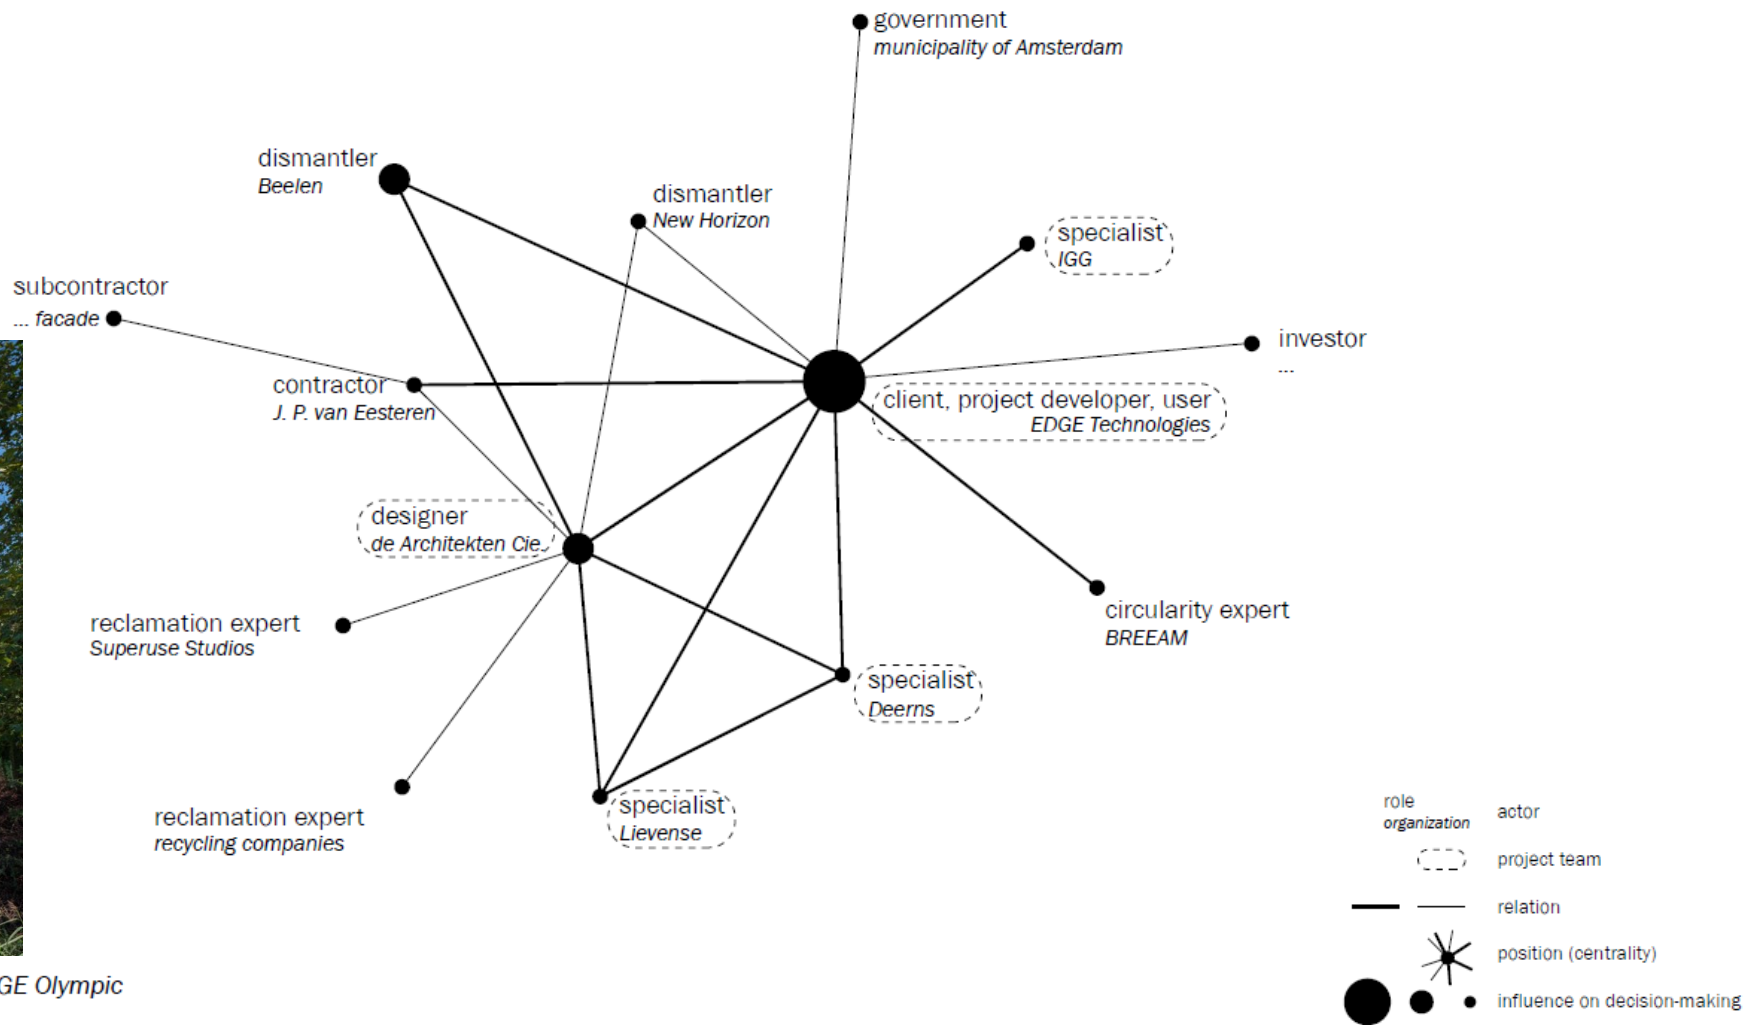 government
municipality of Amsterdam
dismantler
Beelen
dismantler
New Horizon
specialist
IGG
subcontractor
... facade
investor
...
contractor
J. P. van Eesteren
client, project developer, user
EDGE Technologies
designer
de Architekten Cie.
reclamation expert
Superuse Studios
circularity expert
BREEAM
specialist
Deerns
specialist
Lievense
reclamation expert
recycling companies
role
organization
actor
project team
relation
position (centrality)
influence on decision-making
GE Olympic